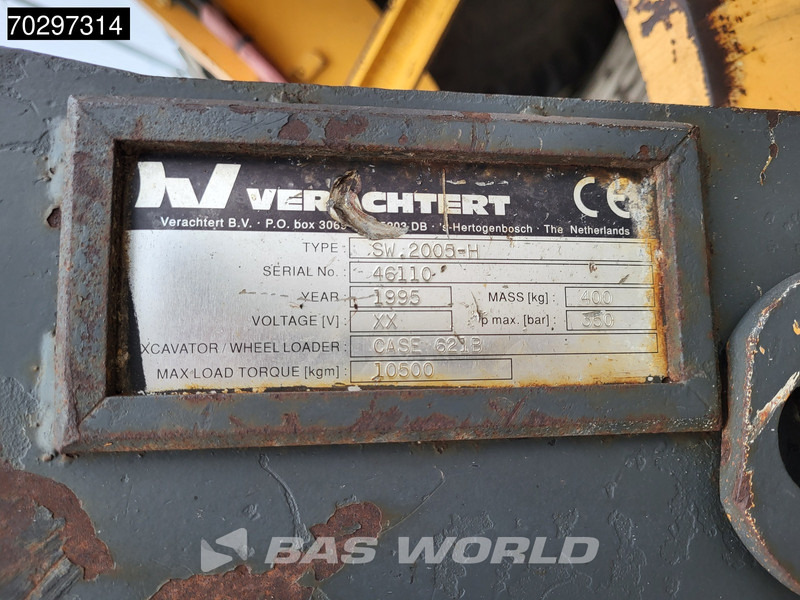 70297314
VERACHTERT
CE
Verachtert B.V. · P.O. box DB · 's-Hertogenbosch · The Netherlands
TYPE : SW.2005-H
SERIAL No. : 46110
YEAR : 1995 MASS [kg] : 400
VOLTAGE [V] : XX p max. [bar] : 350
XCAVATOR / WHEEL LOADER : CASE 621B
MAX LOAD TORQUE [kgm] : 10500
BAS WORLD